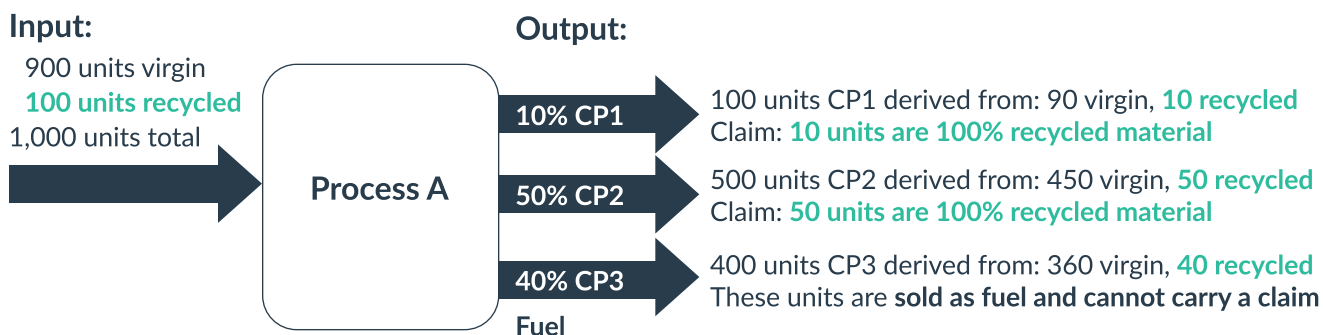 Input:
900 units virgin
100 units recycled
1,000 units total
Process A
Output:
10% CP1
100 units CP1 derived from: 90 virgin, 10 recycled
Claim: 10 units are 100% recycled material
50% CP2
500 units CP2 derived from: 450 virgin, 50 recycled
Claim: 50 units are 100% recycled material
40% CP3
Fuel
400 units CP3 derived from: 360 virgin, 40 recycled
These units are sold as fuel and cannot carry a claim